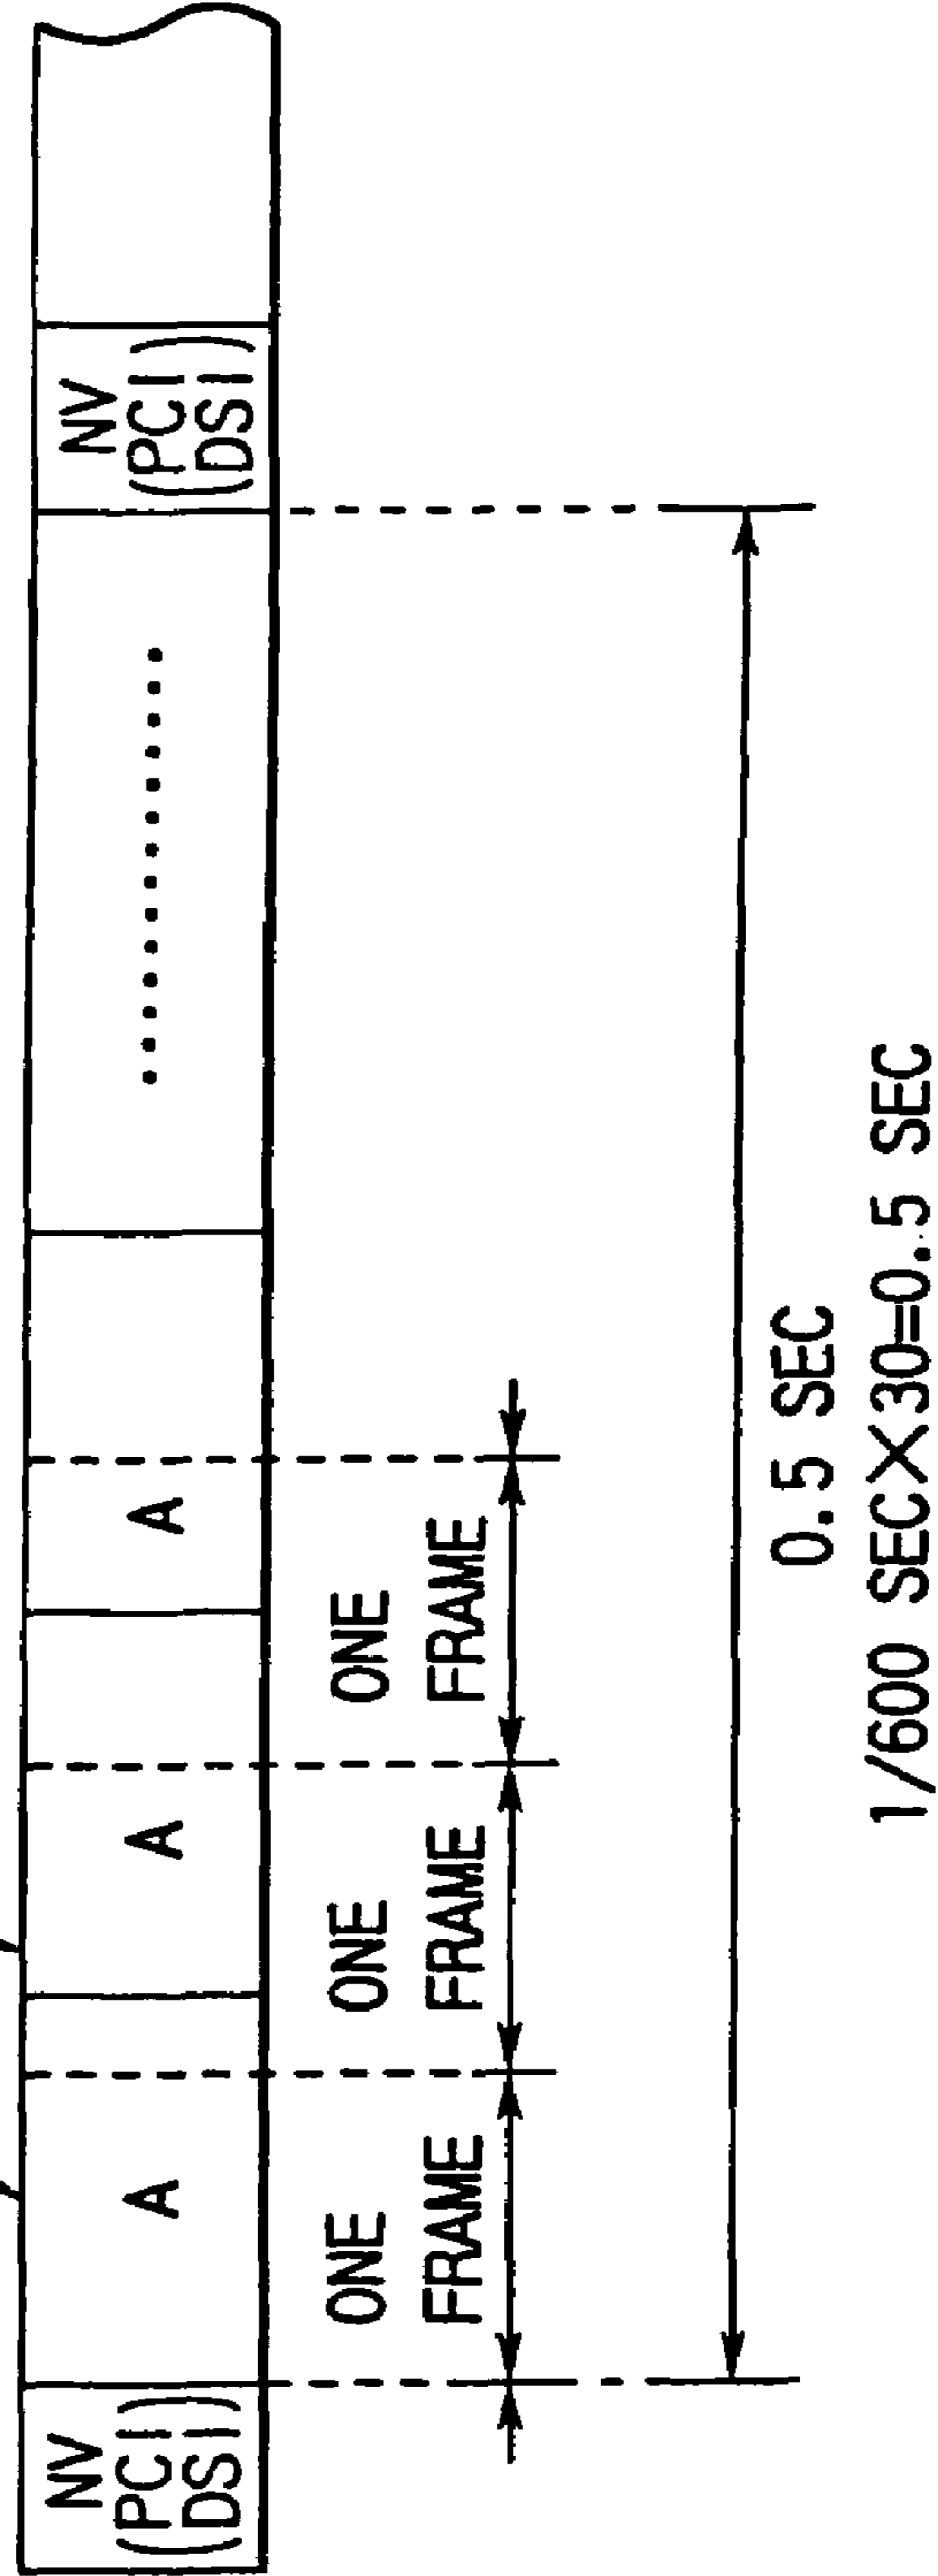 NV
(PCI)
(DSI)
A
A
A
.............. 
NV
(PCI)
(DSI)
ONE
FRAME
ONE
FRAME
ONE
FRAME
0.5 SEC
1/600 SEC×30=0.5 SEC